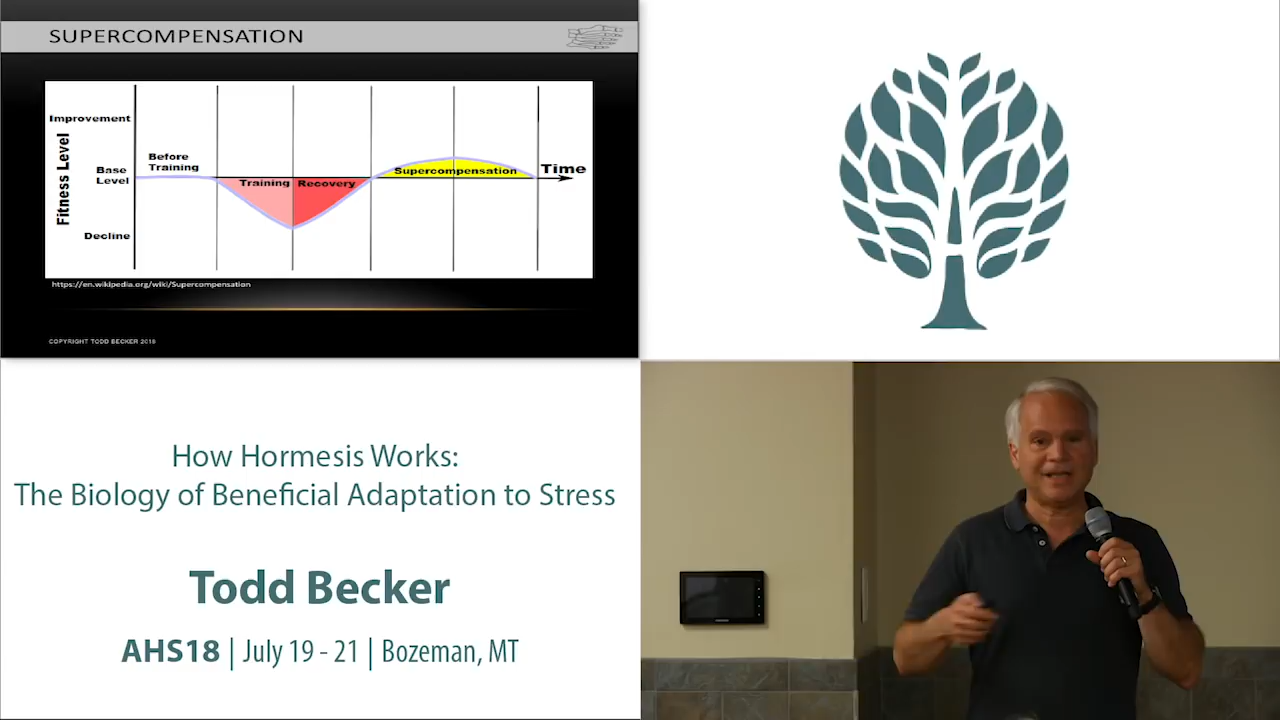 SUPERCOMPENSATION
Improvement
Fitness Level
Base
Level
Decline
Before
Training
Training
Recovery
Supercompensation
Time
https://en.wikipedia.org/wiki/Supercompensation
COPYRIGHT TODD BECKER 2018
How Hormesis Works:
The Biology of Beneficial Adaptation to Stress
Todd Becker
AHS18 | July 19 - 21 | Bozeman, MT